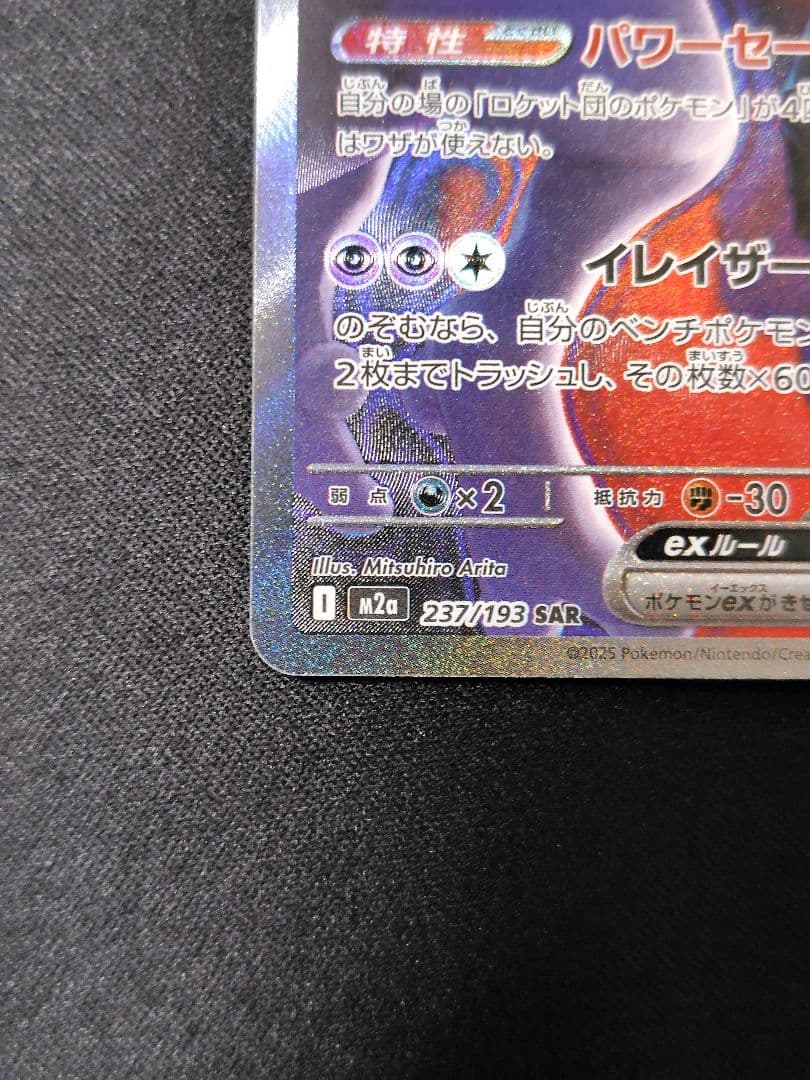 特性 パワーセー
自分の場の「ロケット団のポケモン」が4
はワザが使えない。
イレイザー
のぞむなら、自分のベンチポケモン
2枚までトラッシュし、その枚数×60
弱点 ×2 抵抗力 -30
exルール
Illus. Mitsuhiro Arita
ポケモンexがきぜ
I M2a 237/193 SAR
©2025 Pokémon/Nintendo/Crea